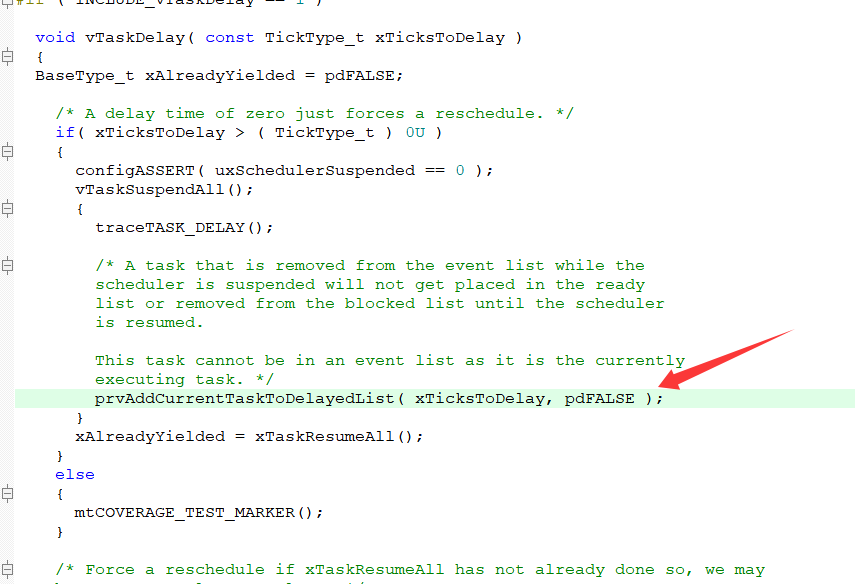 void vTaskDelay( const TickType_t xTicksToDelay )
{
BaseType_t xAlreadyYielded = pdFALSE;
/* A delay time of zero just forces a reschedule. */
if( xTicksToDelay > ( TickType_t ) 0U )
{
configASSERT( uxSchedulerSuspended == 0 );
vTaskSuspendAll();
{
traceTASK_DELAY();
/* A task that is removed from the event list while the
scheduler is suspended will not get placed in the ready
list or removed from the blocked list until the scheduler
is resumed.
This task cannot be in an event list as it is the currently
executing task. */
prvAddCurrentTaskToDelayedList( xTicksToDelay, pdFALSE );
}
xAlreadyYielded = xTaskResumeAll();
}
else
{
mtCOVERAGE_TEST_MARKER();
}
/* Force a reschedule if xTaskResumeAll has not already done so, we may